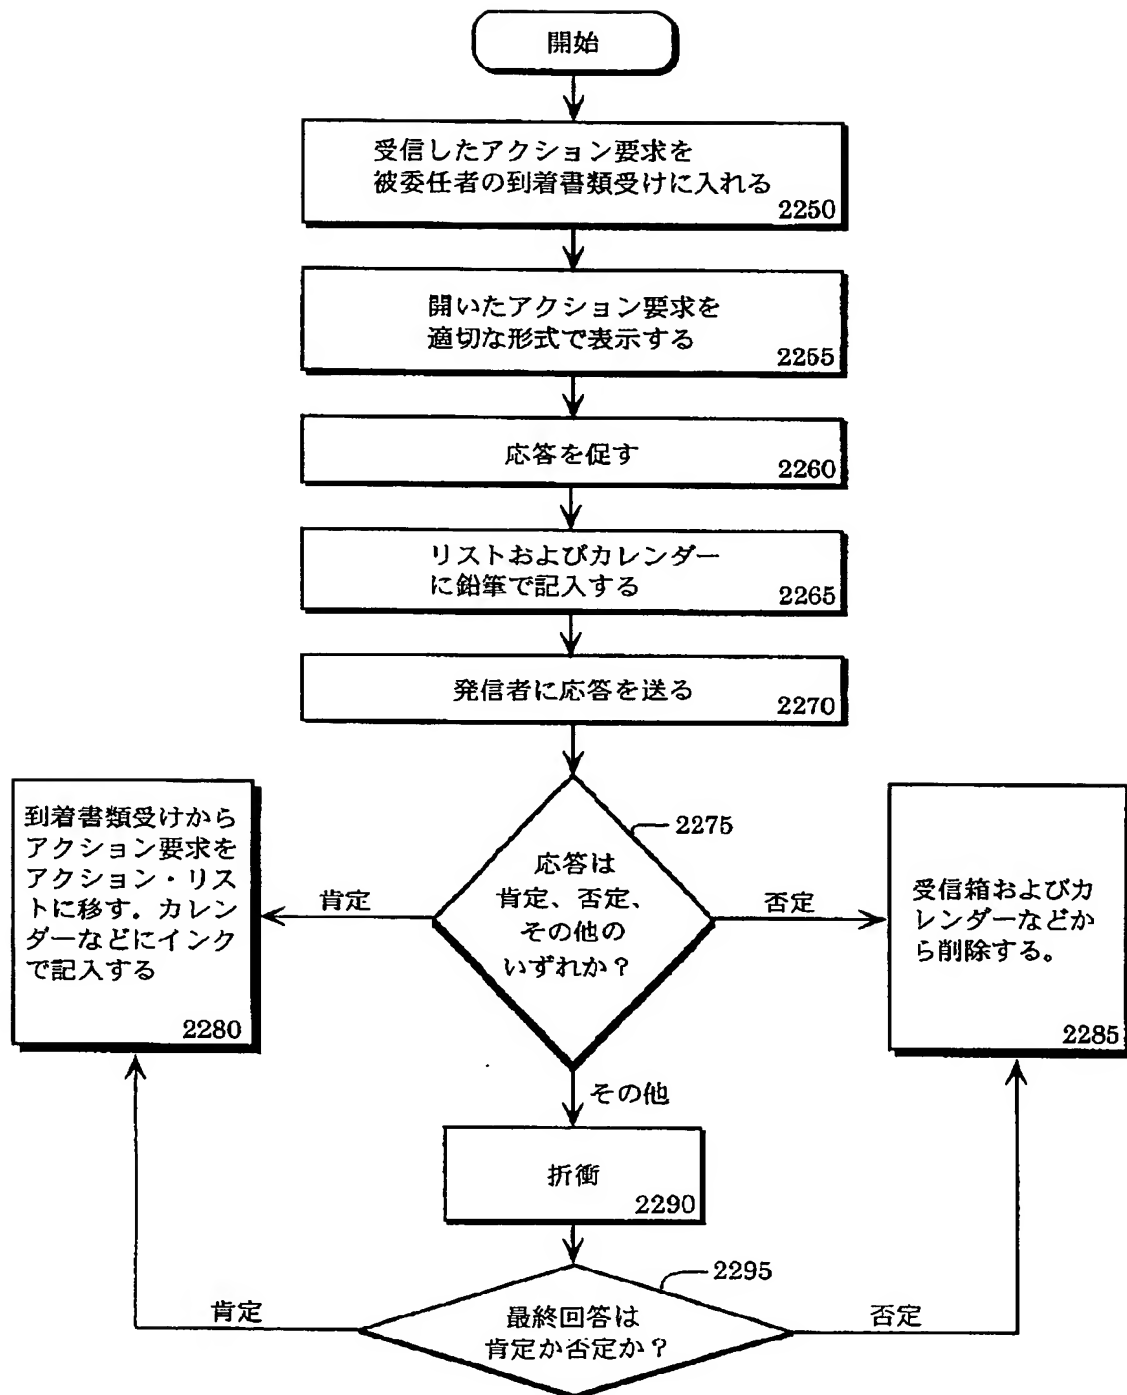 開始
受信したアクション要求を
被委任者の到着書類受けに入れる
2250
開いたアクション要求を
適切な形式で表示する
2255
応答を促す
2260
リストおよびカレンダー
に鉛筆で記入する
2265
発信者に応答を送る
2270
2275
応答は
肯定、否定、
その他の
いずれか？
肯定
否定
到着書類受けから
アクション要求を
アクション・リス
トに移す．カレン
ダーなどにインク
で記入する
2280
受信箱およびカ
レンダーなどか
ら削除する。
2285
その他
折衝
2290
2295
最終回答は
肯定か否定か？
肯定
否定